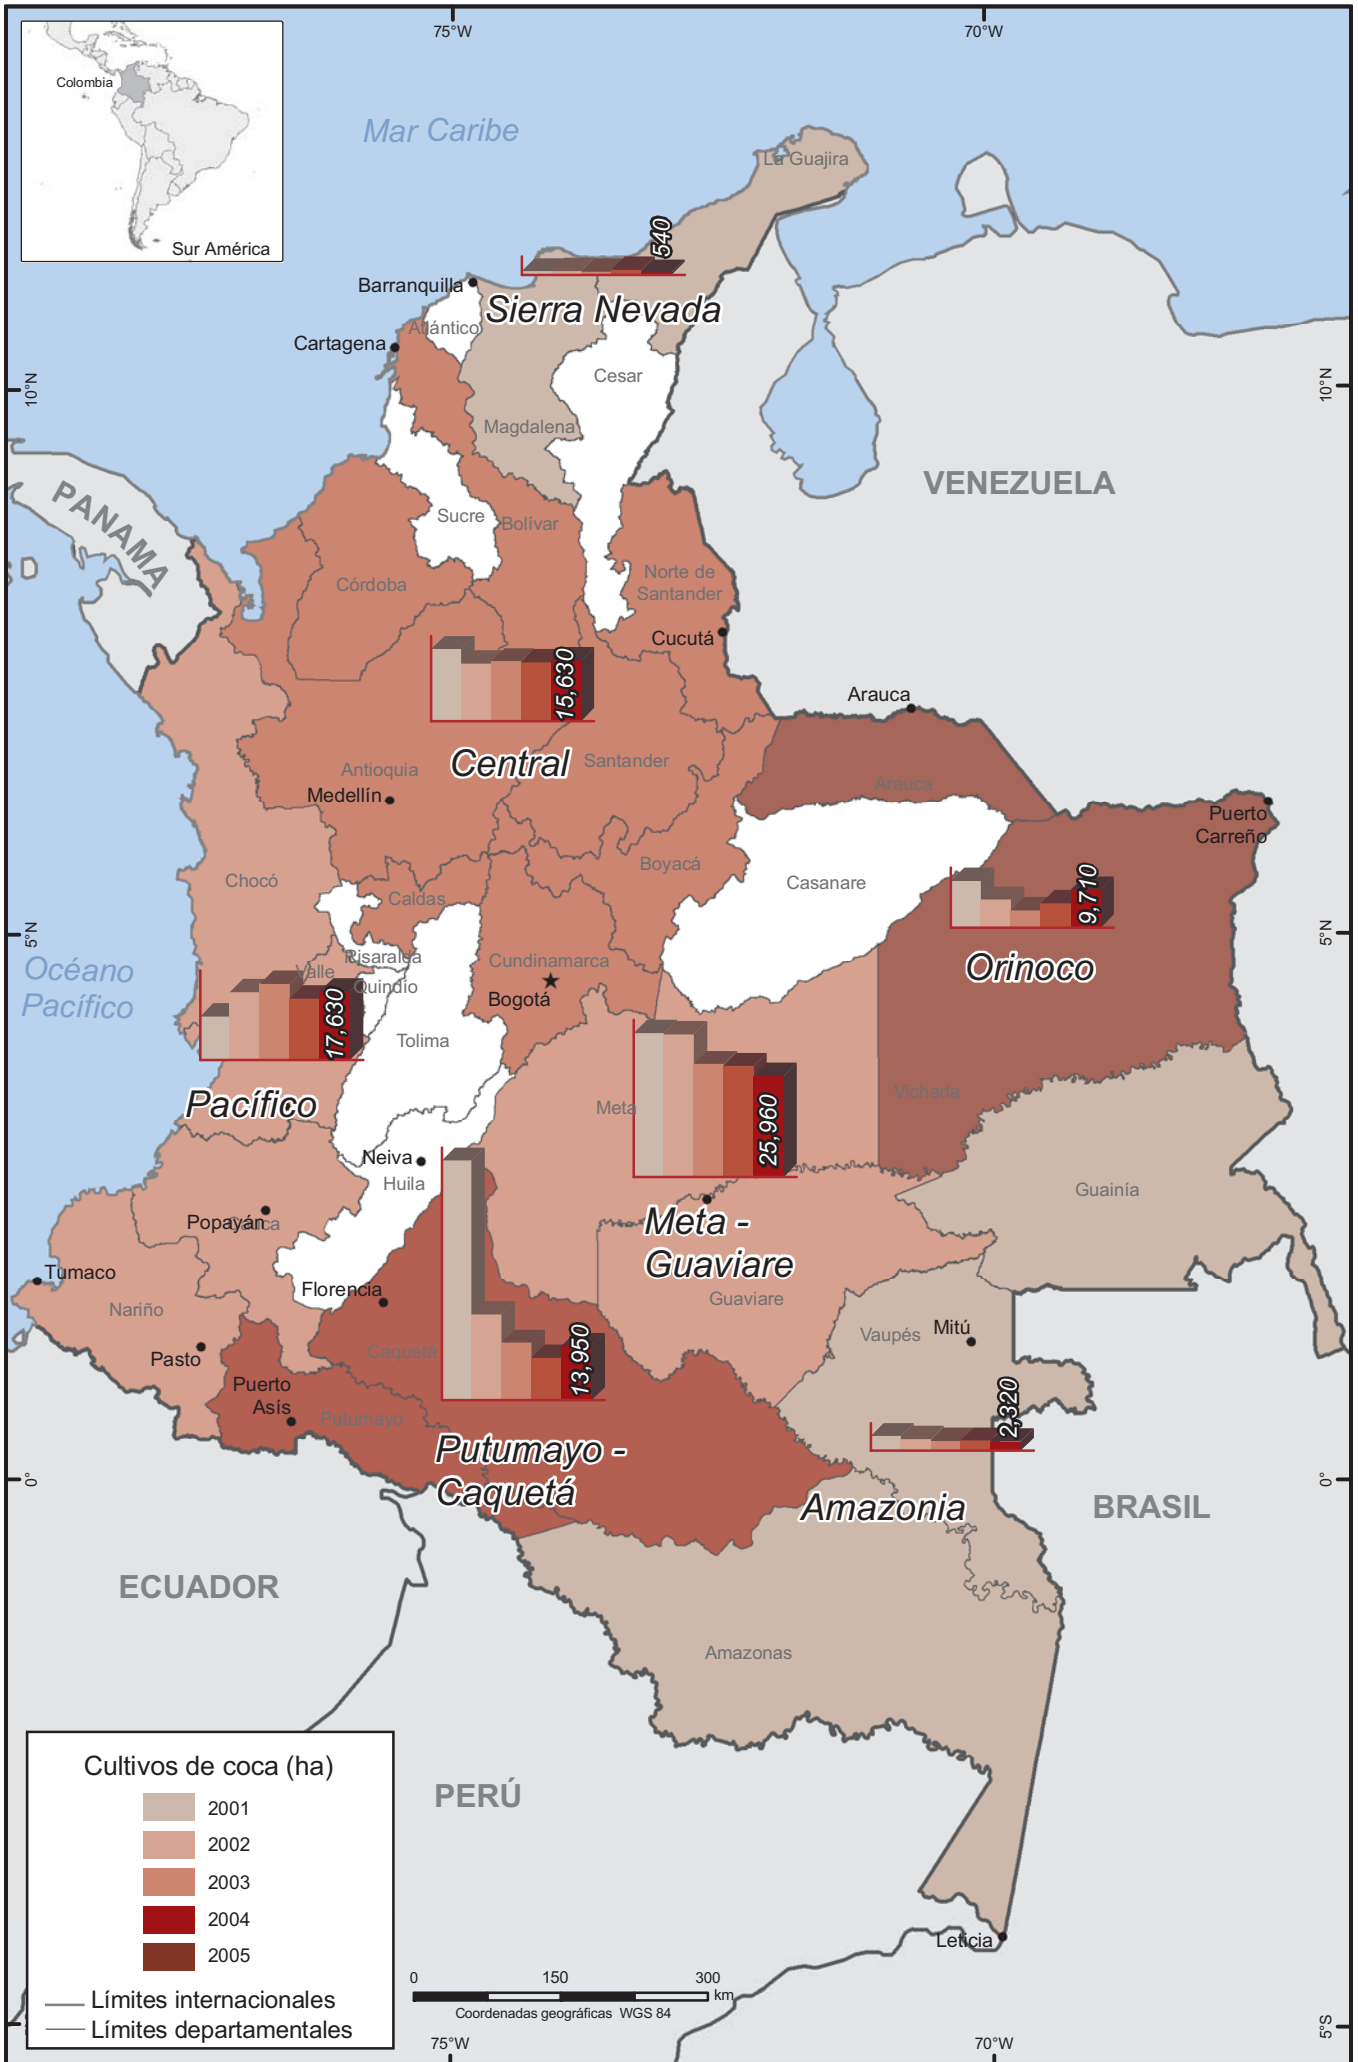 75°W
70°W
Colombia
Sur América
Mar Caribe
La Guajira
540
Barranquilla
Sierra Nevada
Atlántico
Cartagena
10°N
10°N
Cesar
Magdalena
VENEZUELA
PANAMA
Sucre
Bolívar
Córdoba
Norte de
Santander
Cucutá
15,630
Arauca
Central
Santander
Antioquia
Medellín
Arauca
Puerto
Carreño
Boyacá
Chocó
Caldas
Casanare
9,710
5°N
5°N
Océano
Pacífico
Risaralda
Valle
Quindío
Cundinamarca
Bogotá
Orinoco
17,630
Tolima
Pacífico
Meta
25,960
Vichada
Neiva
Huila
Guainía
Popayán
Cauca
Meta -
Guaviare
Tumaco
Nariño
Florencia
Guaviare
Pasto
Caquetá
13,950
Vaupés
Mitú
Puerto
Asís
Putumayo
2,320
Putumayo -
Caquetá
0°
0°
Amazonia
BRASIL
ECUADOR
Amazonas
Cultivos de coca (ha)
2001
2002
2003
2004
2005
Límites internacionales
Límites departamentales
PERÚ
Leticia
0
150
300
km
Coordenadas geográficas WGS 84
5°S
75°W
70°W